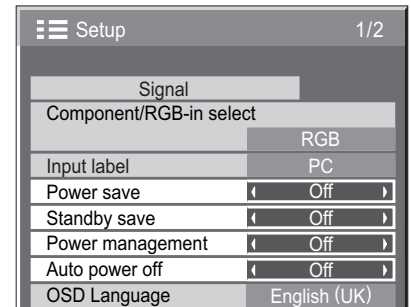 Setup 1/2
Signal
Component/RGB-in select
RGB
Input label PC
Power save Off
Standby save Off
Power management Off
Auto power off Off
OSD Language English (UK)